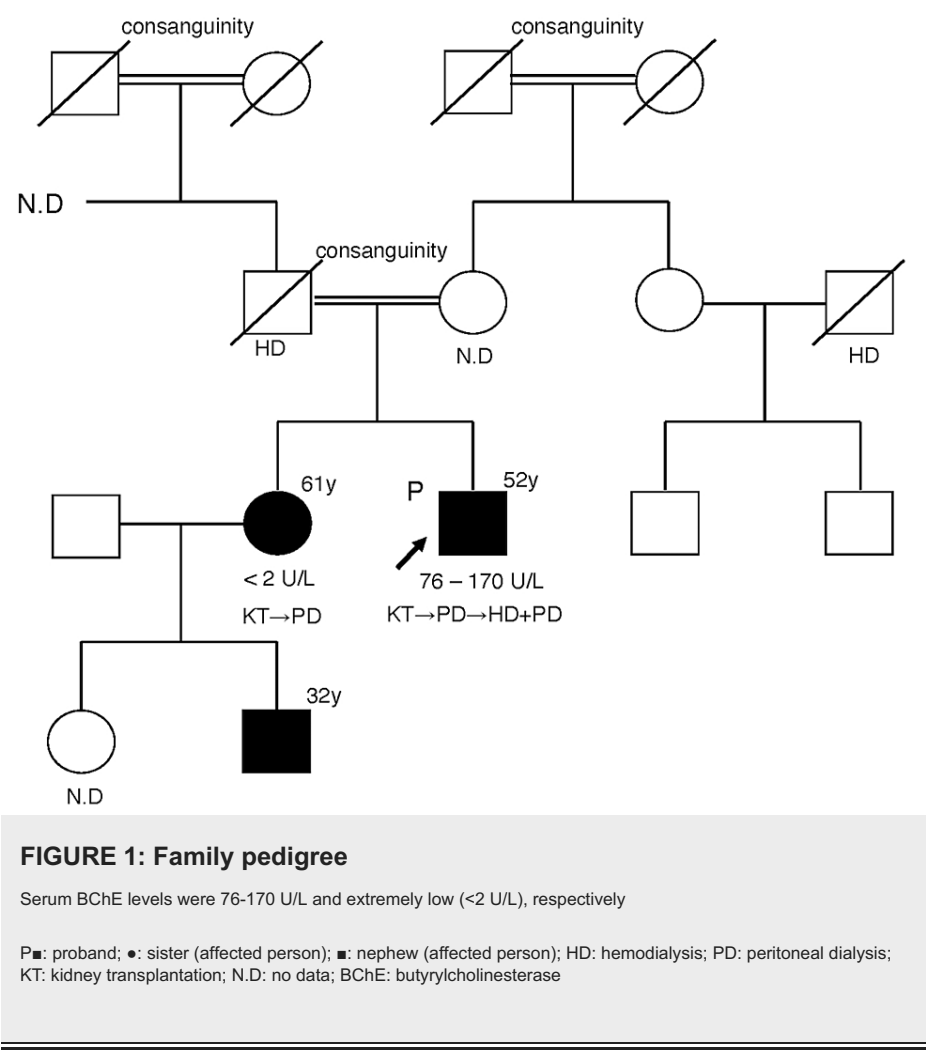 consanguinity
consanguinity
N.D
consanguinity
HD
N.D
HD
61y
P
52y
< 2 U/L
76 – 170 U/L
KT→PD
KT→PD→HD+PD
32y
N.D
FIGURE 1: Family pedigree
Serum BChE levels were 76-170 U/L and extremely low (<2 U/L), respectively
P■: proband; ●: sister (affected person); ■: nephew (affected person); HD: hemodialysis; PD: peritoneal dialysis;
KT: kidney transplantation; N.D: no data; BChE: butyrylcholinesterase